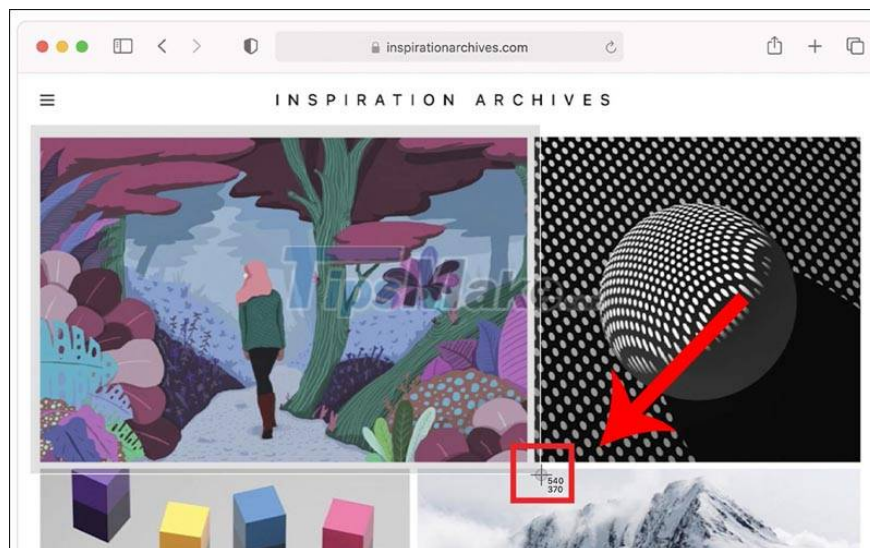 inspirationarchives.com
INSPIRATION ARCHIVES
TipsMake
540
370